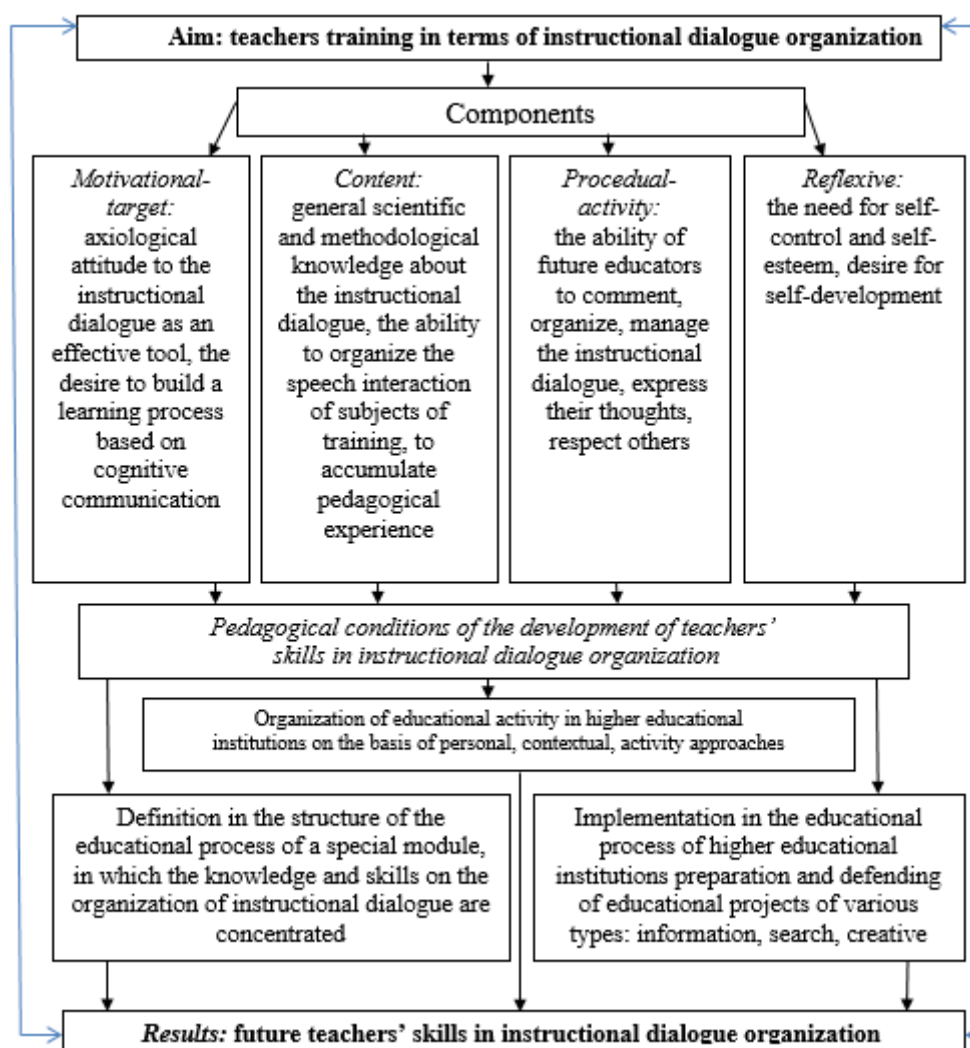 Aim: teachers training in terms of instructional dialogue organization
Components
Motivational-
target:
axiological
attitude to the
instructional
dialogue as an
effective tool, the
desire to build a
learning process
based on
cognitive
communication
Content:
general scientific
and methodological
knowledge about
the instructional
dialogue, the ability
to organize the
speech interaction
of subjects of
training, to
accumulate
pedagogical
experience
Procedual-
activity:
the ability of
future educators
to comment,
organize, manage
the instructional
dialogue, express
their thoughts,
respect others
Reflexive:
the need for self-
control and self-
esteem, desire for
self-development
Pedagogical conditions of the development of teachers’
skills in instructional dialogue organization
Organization of educational activity in higher educational
institutions on the basis of personal, contextual, activity approaches
Definition in the structure of the
educational process of a special module,
in which the knowledge and skills on the
organization of instructional dialogue are
concentrated
Implementation in the educational
process of higher educational
institutions preparation and defending
of educational projects of various
types: information, search, creative
Results: future teachers’ skills in instructional dialogue organization